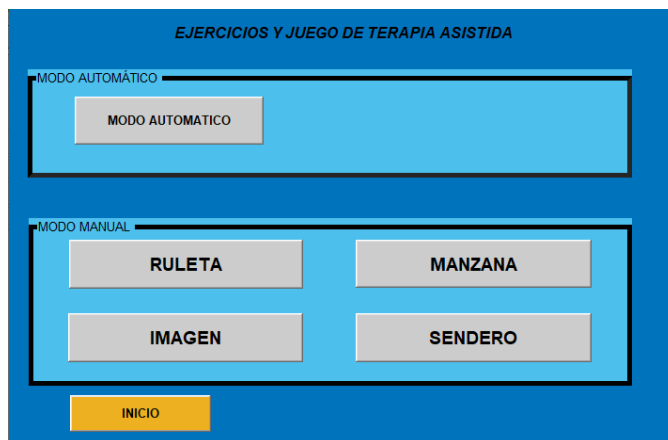 EJERCICIOS Y JUEGO DE TERAPIA ASISTIDA
MODO AUTOMÁTICO
MODO AUTOMATICO
MODO MANUAL
RULETA
MANZANA
IMAGEN
SENDERO
INICIO